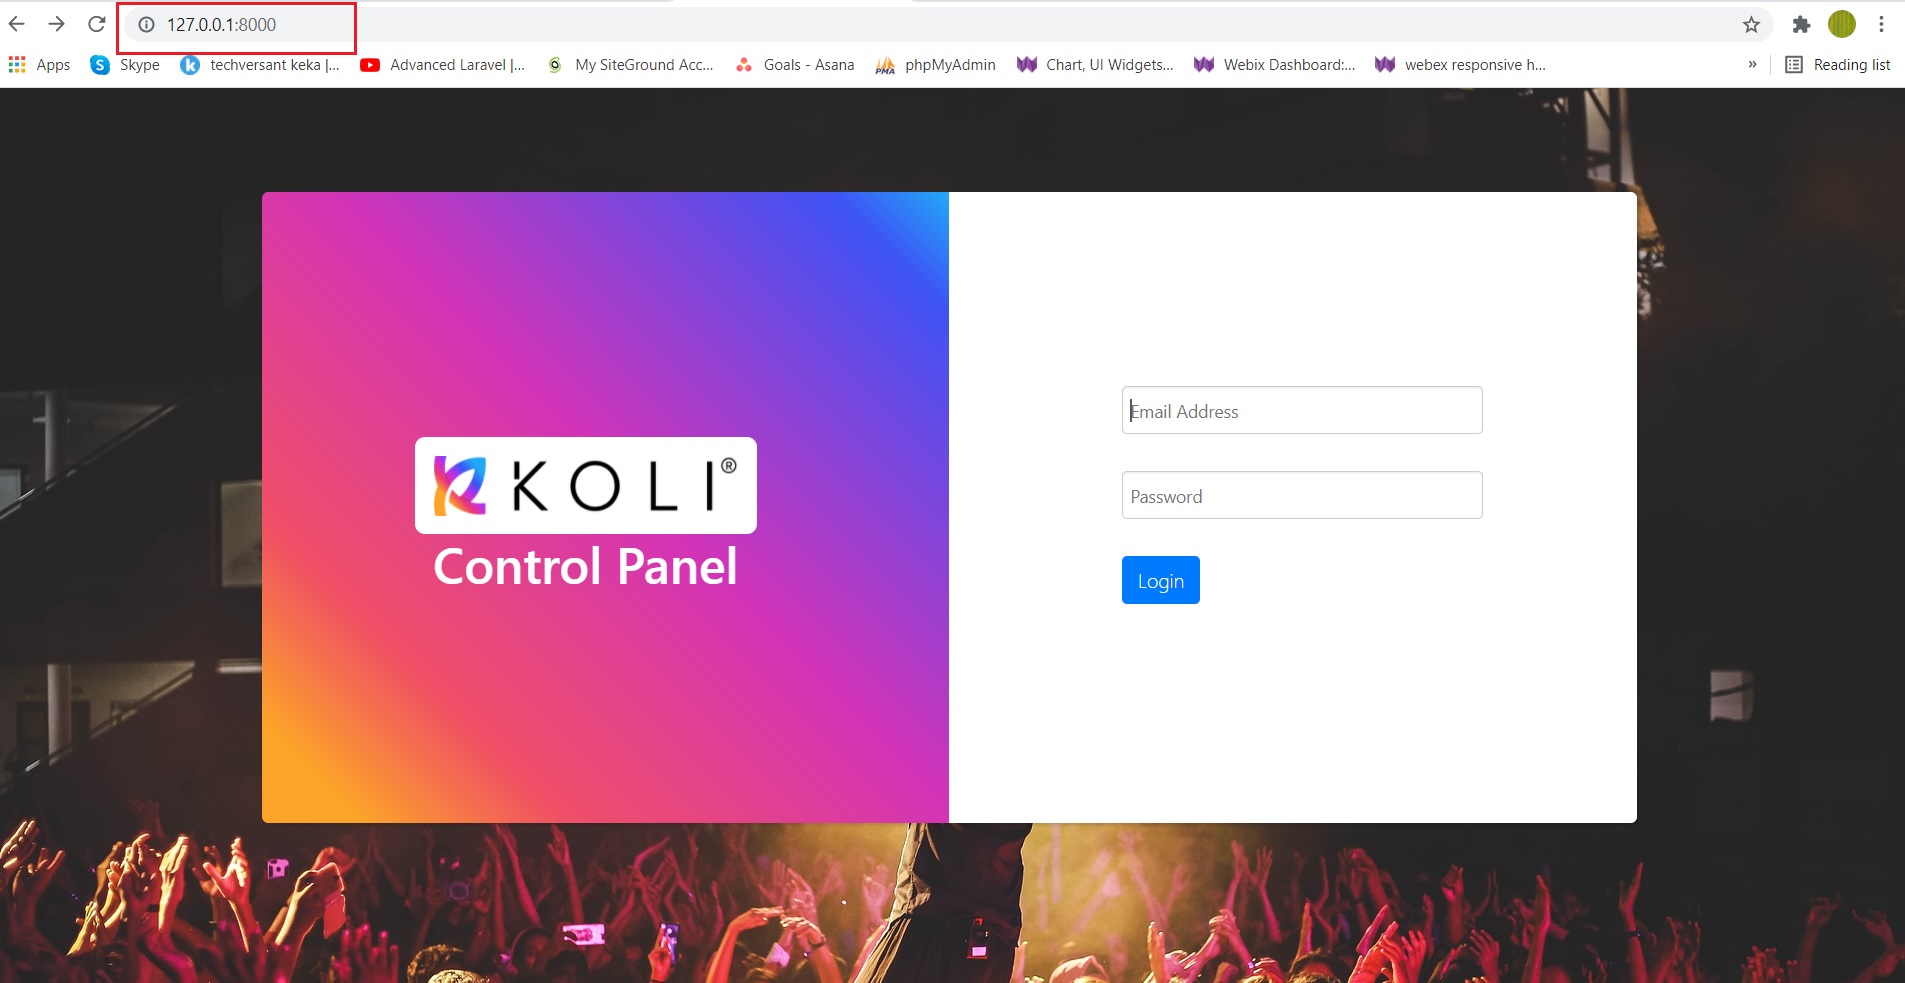 127.0.0.1:8000
Apps Skype techversant keka |... Advanced Laravel |... My SiteGround Acc... Goals - Asana phpMyAdmin Chart, UI Widgets... Webix Dashboard:... webex responsive h... » Reading list
KOLI®
Control Panel
Email Address
Password
Login